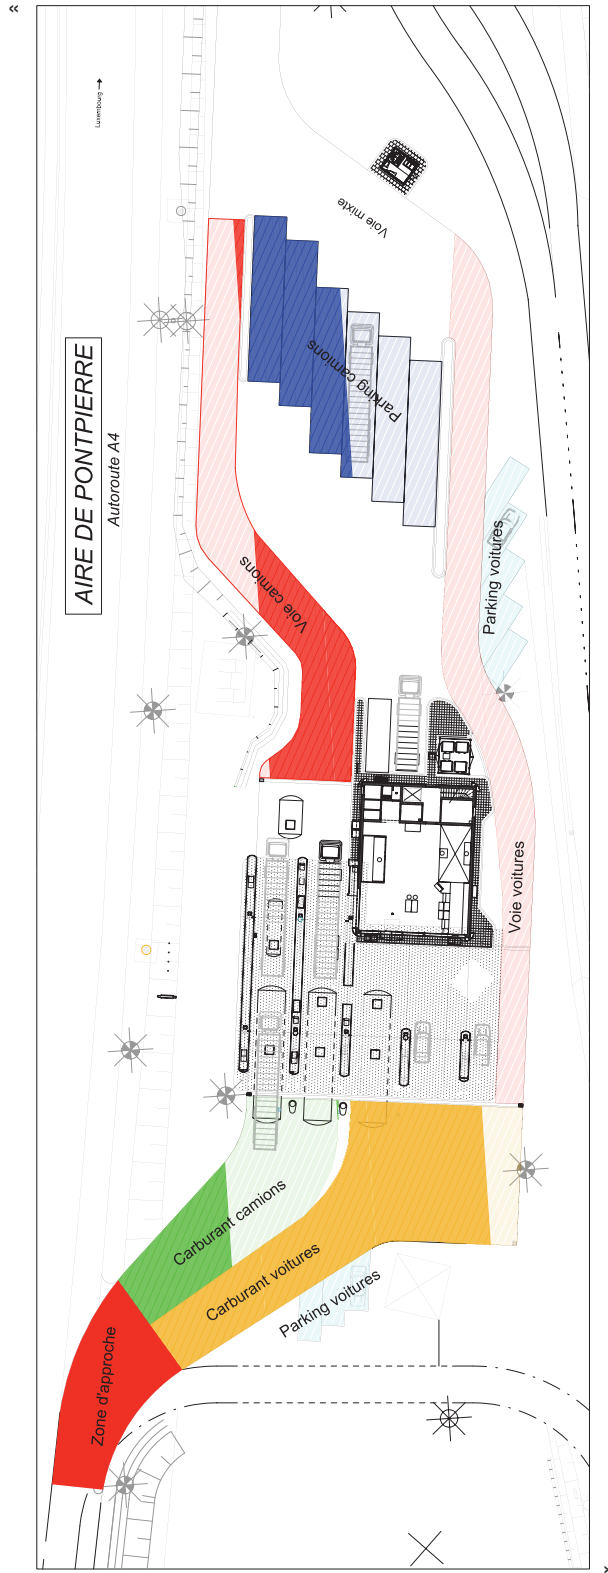 «
Luxembourg
Voie mixte
AIRE DE PONTPIERRE
Autoroute A4
Parking camions
Parking voitures
Voie camions
Voie voitures
Carburant camions
Carburant voitures
Parking voitures
Zone d'approche